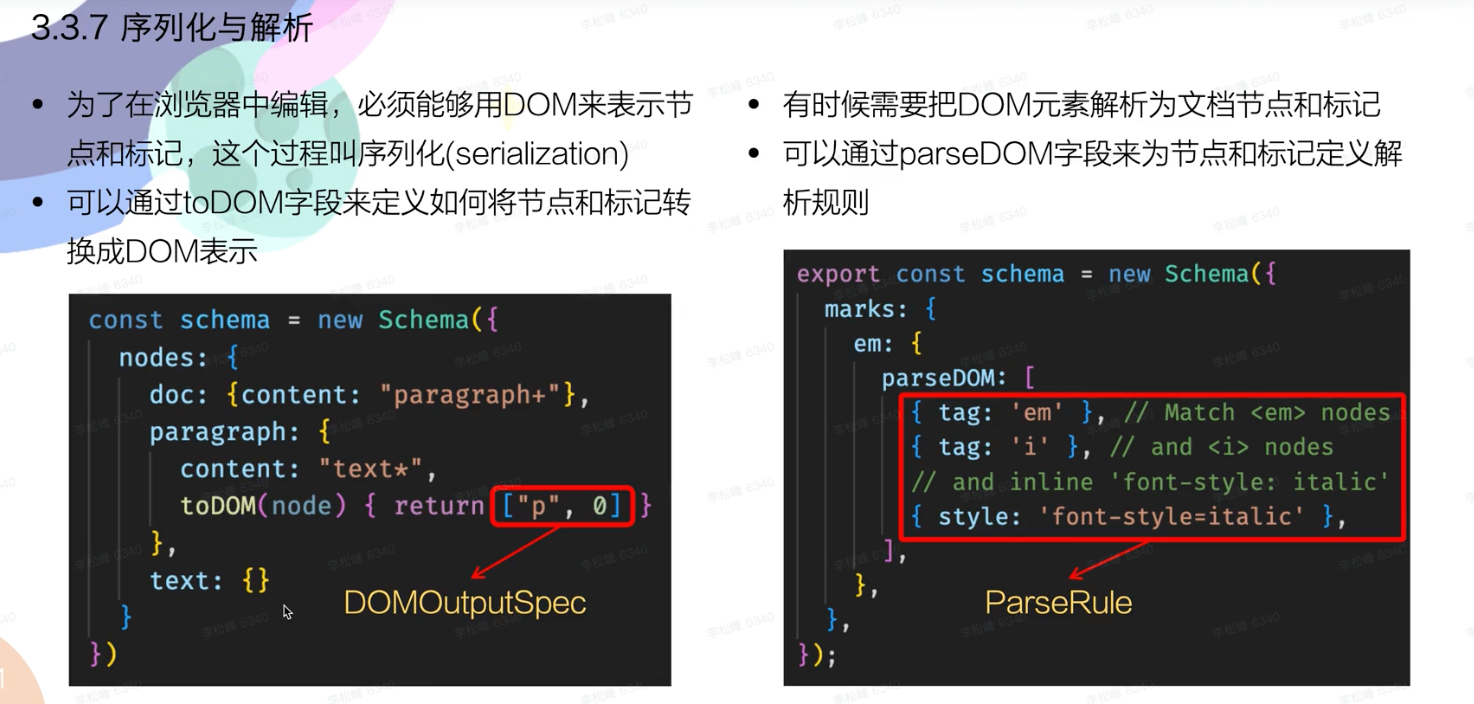 3.3.7 序列化与解析
• 为了在浏览器中编辑，必须能够用DOM来表示节
点和标记，这个过程叫序列化(serialization)
• 可以通过toDOM字段来定义如何将节点和标记转
换成DOM表示
const schema = new Schema({
nodes: {
doc: {content: "paragraph+"},
paragraph: {
content: "text*",
toDOM(node) { return ["p", 0] }
},
text: {}
}
})
DOMOutputSpec
• 有时候需要把DOM元素解析为文档节点和标记
• 可以通过parseDOM字段来为节点和标记定义解
析规则
export const schema = new Schema({
marks: {
em: {
parseDOM: [
{ tag: 'em' }, // Match <em> nodes
{ tag: 'i' }, // and <i> nodes
// and inline 'font-style: italic'
{ style: 'font-style=italic' },
],
},
},
});
ParseRule
李松峰 6340